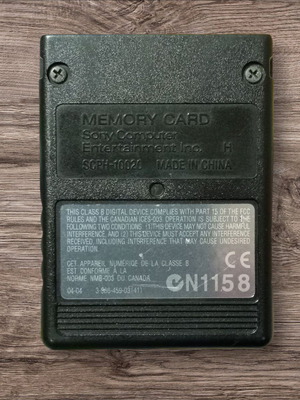 MEMORY CARD
Sony Computer
Entertainment Inc. H
SCPH-10020 MADE IN CHINA
THIS CLASS B DIGITAL DEVICE COMPLIES WITH PART 15 OF THE FCC
RULES AND THE CANADIAN ICES-003. OPERATION IS SUBJECT TO THE
FOLLOWING TWO CONDITIONS: (1) THIS DEVICE MAY NOT CAUSE HARMFUL
INTERFERENCE, AND (2) THIS DEVICE MUST ACCEPT ANY INTERFERENCE
RECEIVED, INCLUDING INTERFERENCE THAT MAY CAUSE
UNDESIRED OPERATION.
CET APPAREIL NUMÉRIQUE DE LA CLASSE B
EST CONFORME À LA
NORME NMB-003 DU CANADA.
CE
N1158
04-04